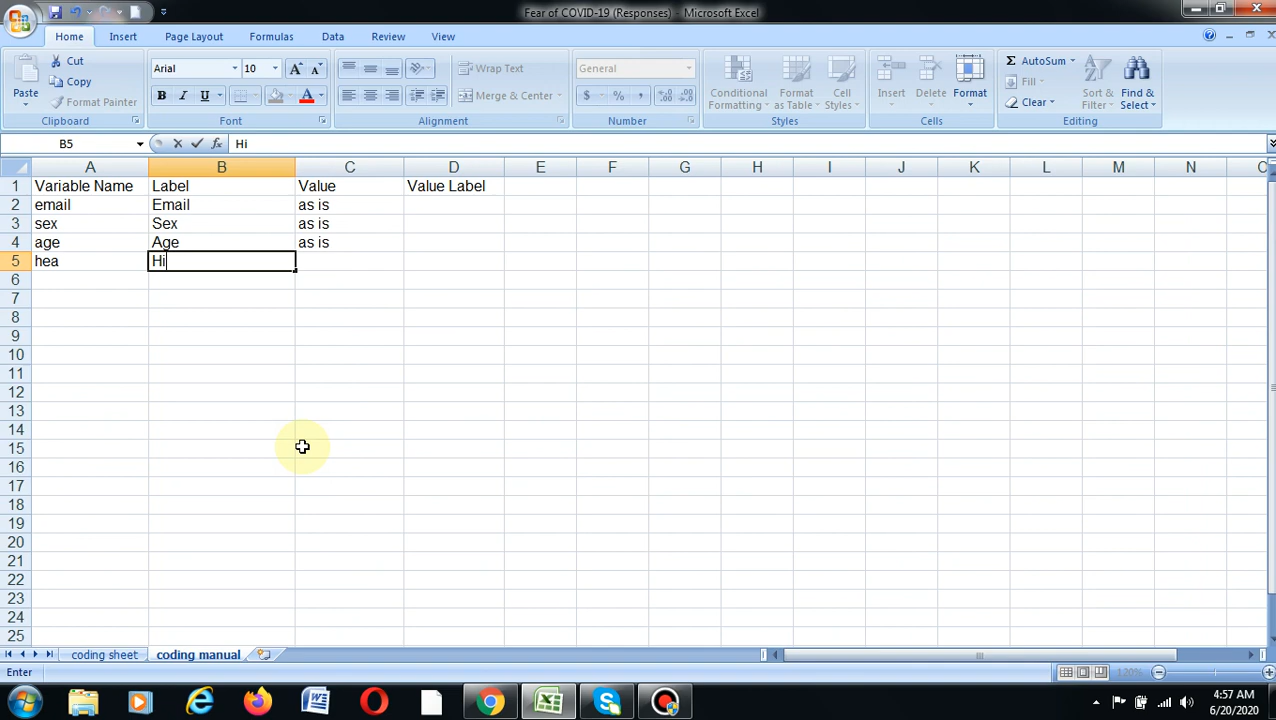 Fear of COVID-19 (Responses) - Microsoft Excel
Home Insert Page Layout Formulas Data Review View
Paste Cut Copy Format Painter
Arial 10
B I U A
Wrap Text
Merge & Center
General
$ % ,
Conditional Formatting Format as Table Cell Styles
Insert Delete Format
Σ AutoSum Fill Clear
Sort & Filter Find & Select
Clipboard Font Alignment Number Styles Cells Editing
B5 fx Hi
A B C D E F G H I J K L M N
1 Variable Name Label Value Value Label
2 email Email as is
3 sex Sex as is
4 age Age as is
5 hea Hi
6
7
8
9
10
11
12
13
14
15
16
17
18
19
20
21
22
23
24
25
coding sheet coding manual
Enter 120%
4:57 AM
6/20/2020